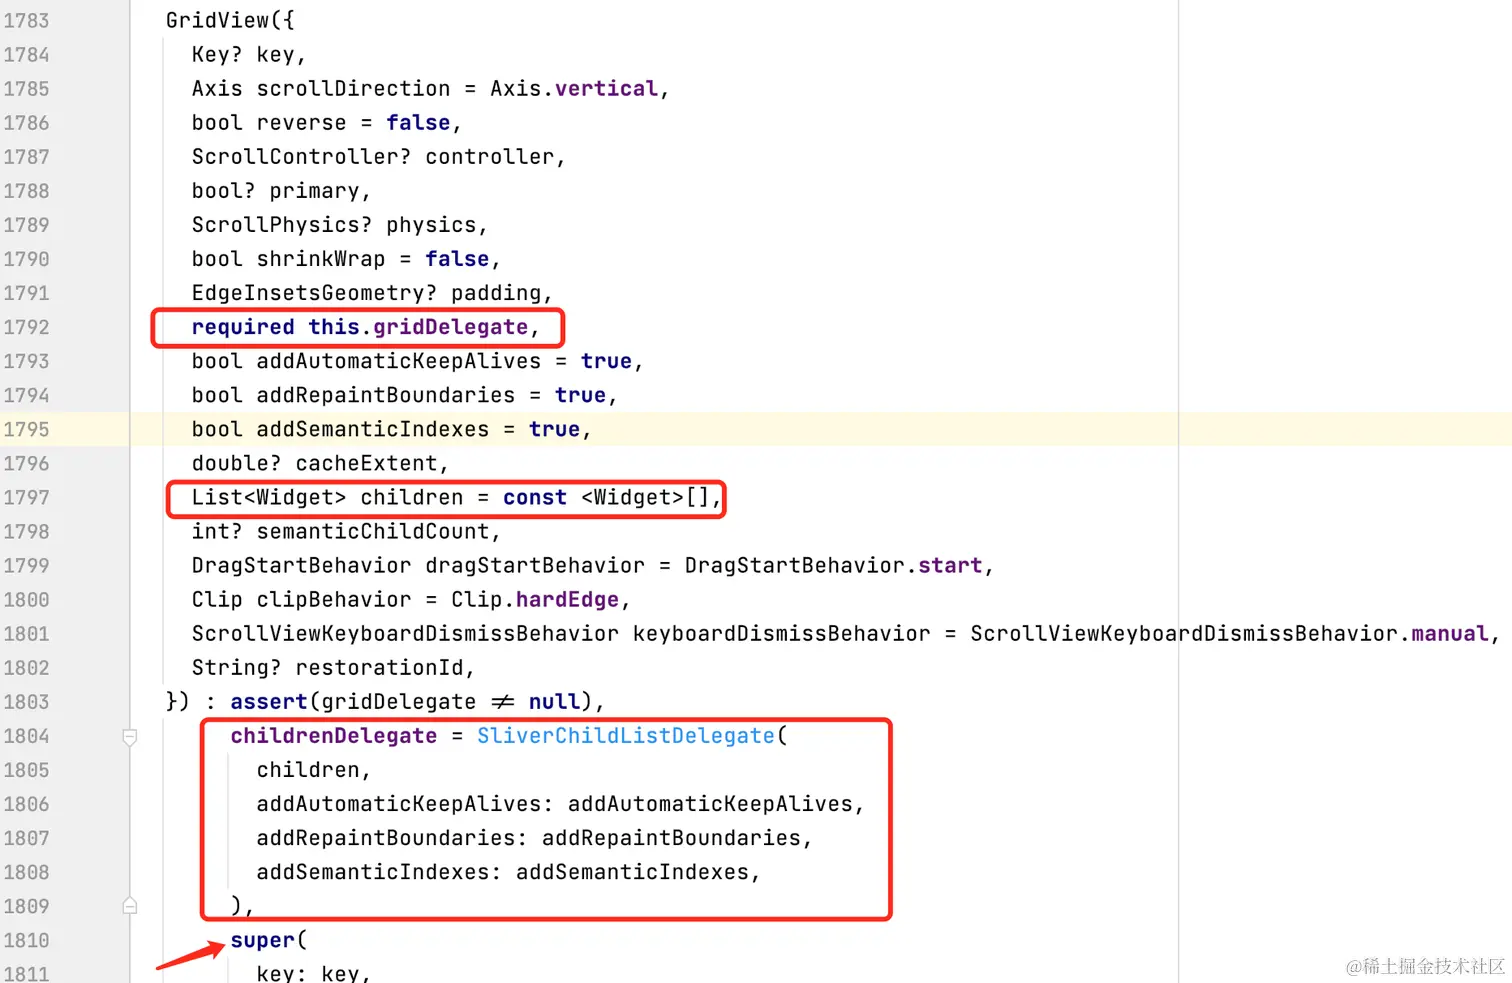 1783 GridView({
1784 Key? key,
1785 Axis scrollDirection = Axis.vertical,
1786 bool reverse = false,
1787 ScrollController? controller,
1788 bool? primary,
1789 ScrollPhysics? physics,
1790 bool shrinkWrap = false,
1791 EdgeInsetsGeometry? padding,
1792 required this.gridDelegate,
1793 bool addAutomaticKeepAlives = true,
1794 bool addRepaintBoundaries = true,
1795 bool addSemanticIndexes = true,
1796 double? cacheExtent,
1797 List<Widget> children = const <Widget>[],
1798 int? semanticChildCount,
1799 DragStartBehavior dragStartBehavior = DragStartBehavior.start,
1800 Clip clipBehavior = Clip.hardEdge,
1801 ScrollViewKeyboardDismissBehavior keyboardDismissBehavior = ScrollViewKeyboardDismissBehavior.manual,
1802 String? restorationId,
1803 }) : assert(gridDelegate ≠ null),
1804 childrenDelegate = SliverChildListDelegate(
1805 children,
1806 addAutomaticKeepAlives: addAutomaticKeepAlives,
1807 addRepaintBoundaries: addRepaintBoundaries,
1808 addSemanticIndexes: addSemanticIndexes,
1809 ),
1810 super(
1811 key: key,
@稀土掘金技术社区